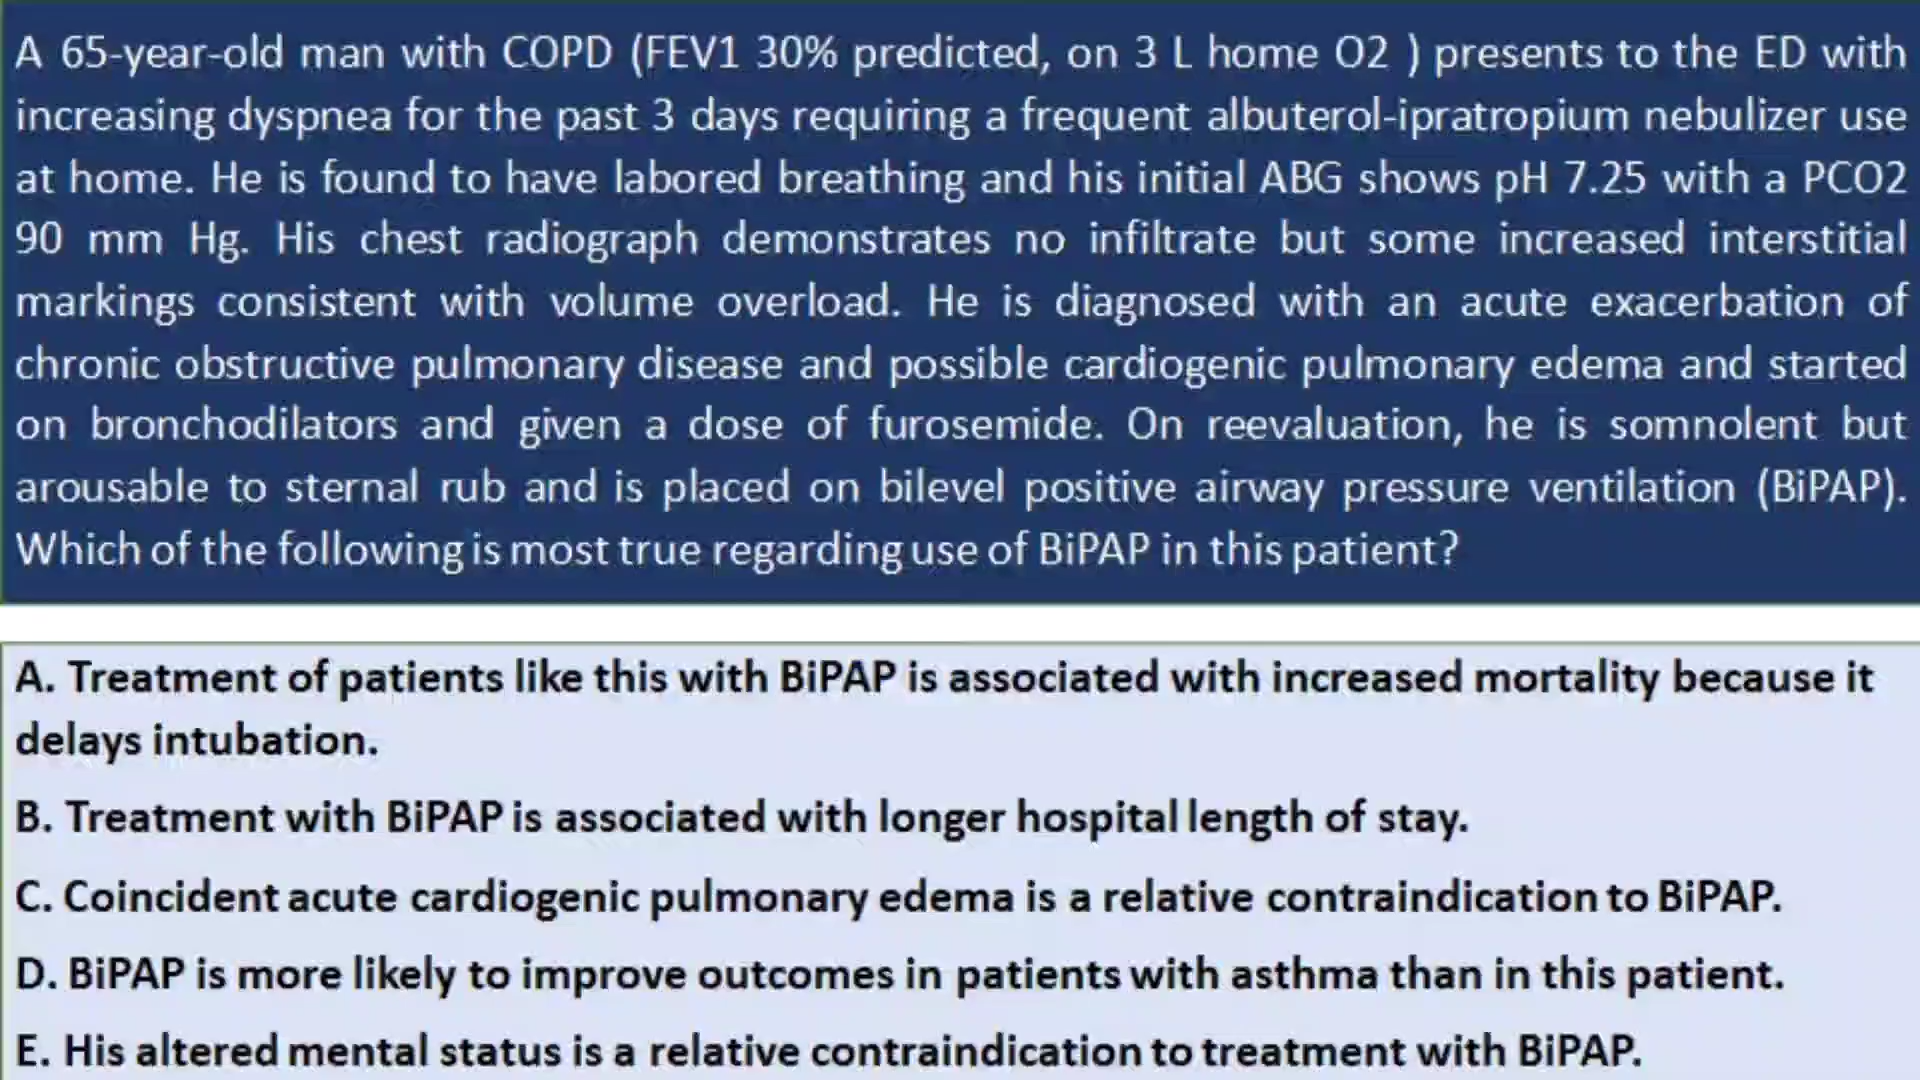 A 65-year-old man with COPD (FEV1 30% predicted, on 3 L home O2 ) presents to the ED with
increasing dyspnea for the past 3 days requiring a frequent albuterol-ipratropium nebulizer use
at home. He is found to have labored breathing and his initial ABG shows pH 7.25 with a PCO2
90 mm Hg. His chest radiograph demonstrates no infiltrate but some increased interstitial
markings consistent with volume overload. He is diagnosed with an acute exacerbation of
chronic obstructive pulmonary disease and possible cardiogenic pulmonary edema and started
on bronchodilators and given a dose of furosemide. On reevaluation, he is somnolent but
arousable to sternal rub and is placed on bilevel positive airway pressure ventilation (BiPAP).
Which of the following is most true regarding use of BiPAP in this patient?
A. Treatment of patients like this with BiPAP is associated with increased mortality because it
delays intubation.
B. Treatment with BiPAP is associated with longer hospital length of stay.
C. Coincident acute cardiogenic pulmonary edema is a relative contraindication to BiPAP.
D. BiPAP is more likely to improve outcomes in patients with asthma than in this patient.
E. His altered mental status is a relative contraindication to treatment with BiPAP.